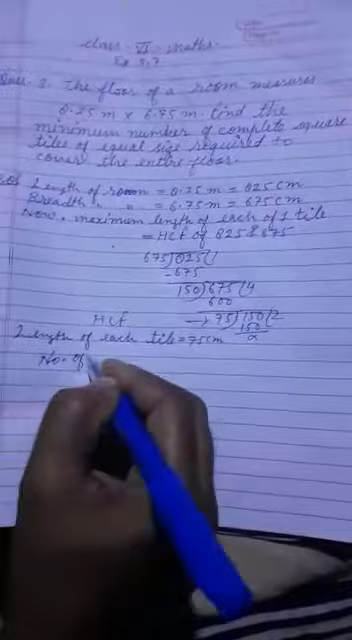 class - VI - maths.
Ex 3.7
Ques. 2. The floor of a room measures
8.25 m x 6.75 m. Find the
minimum number of complete square
tiles of equal size required to
cover the entire floor.
Sol. Length of room = 8.25 m = 825 cm
Breadth " " = 6.75 m = 675 cm
Now, maximum length of each of 1 tile
= HCF of 825 & 675
675)825(1
-675
150)675(4
600
HCF → 75)150(2
150
x
Length of each tile = 75 cm
No. of